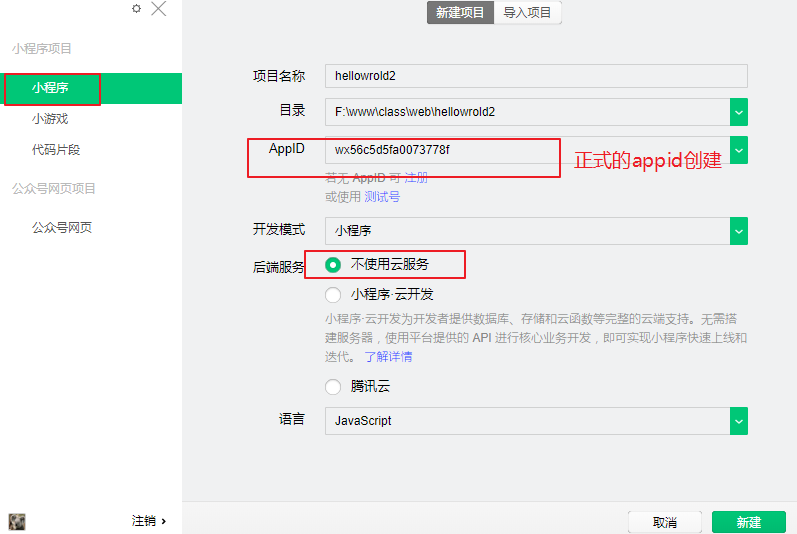 新建项目 导入项目
小程序项目
小程序
小游戏
代码片段
公众号网页项目
公众号网页
注销
项目名称 hellowrold2
目录 F:\www\class\web\hellowrold2
AppID wx56c5d5fa0073778f
正式的appid创建
若无 AppID 可 注册
或使用 测试号
开发模式 小程序
后端服务 不使用云服务
小程序·云开发
小程序·云开发为开发者提供数据库、存储和云函数等完整的云端支持。无需搭
建服务器，使用平台提供的 API 进行核心业务开发，即可实现小程序快速上线和
迭代。 了解详情
腾讯云
语言 JavaScript
取消 新建